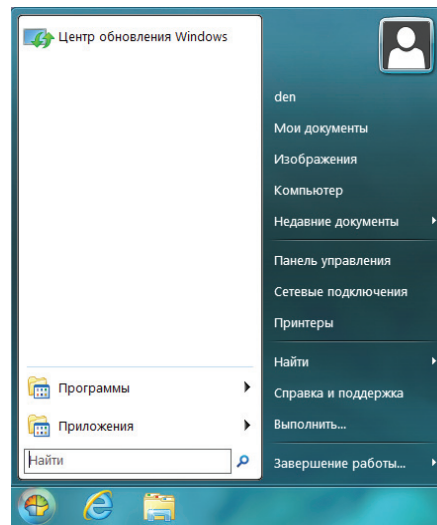 Центр обновления Windows
Программы
Приложения
Найти
den
Мои документы
Изображения
Компьютер
Недавние документы
Панель управления
Сетевые подключения
Принтеры
Найти
Справка и поддержка
Выполнить...
Завершение работы...